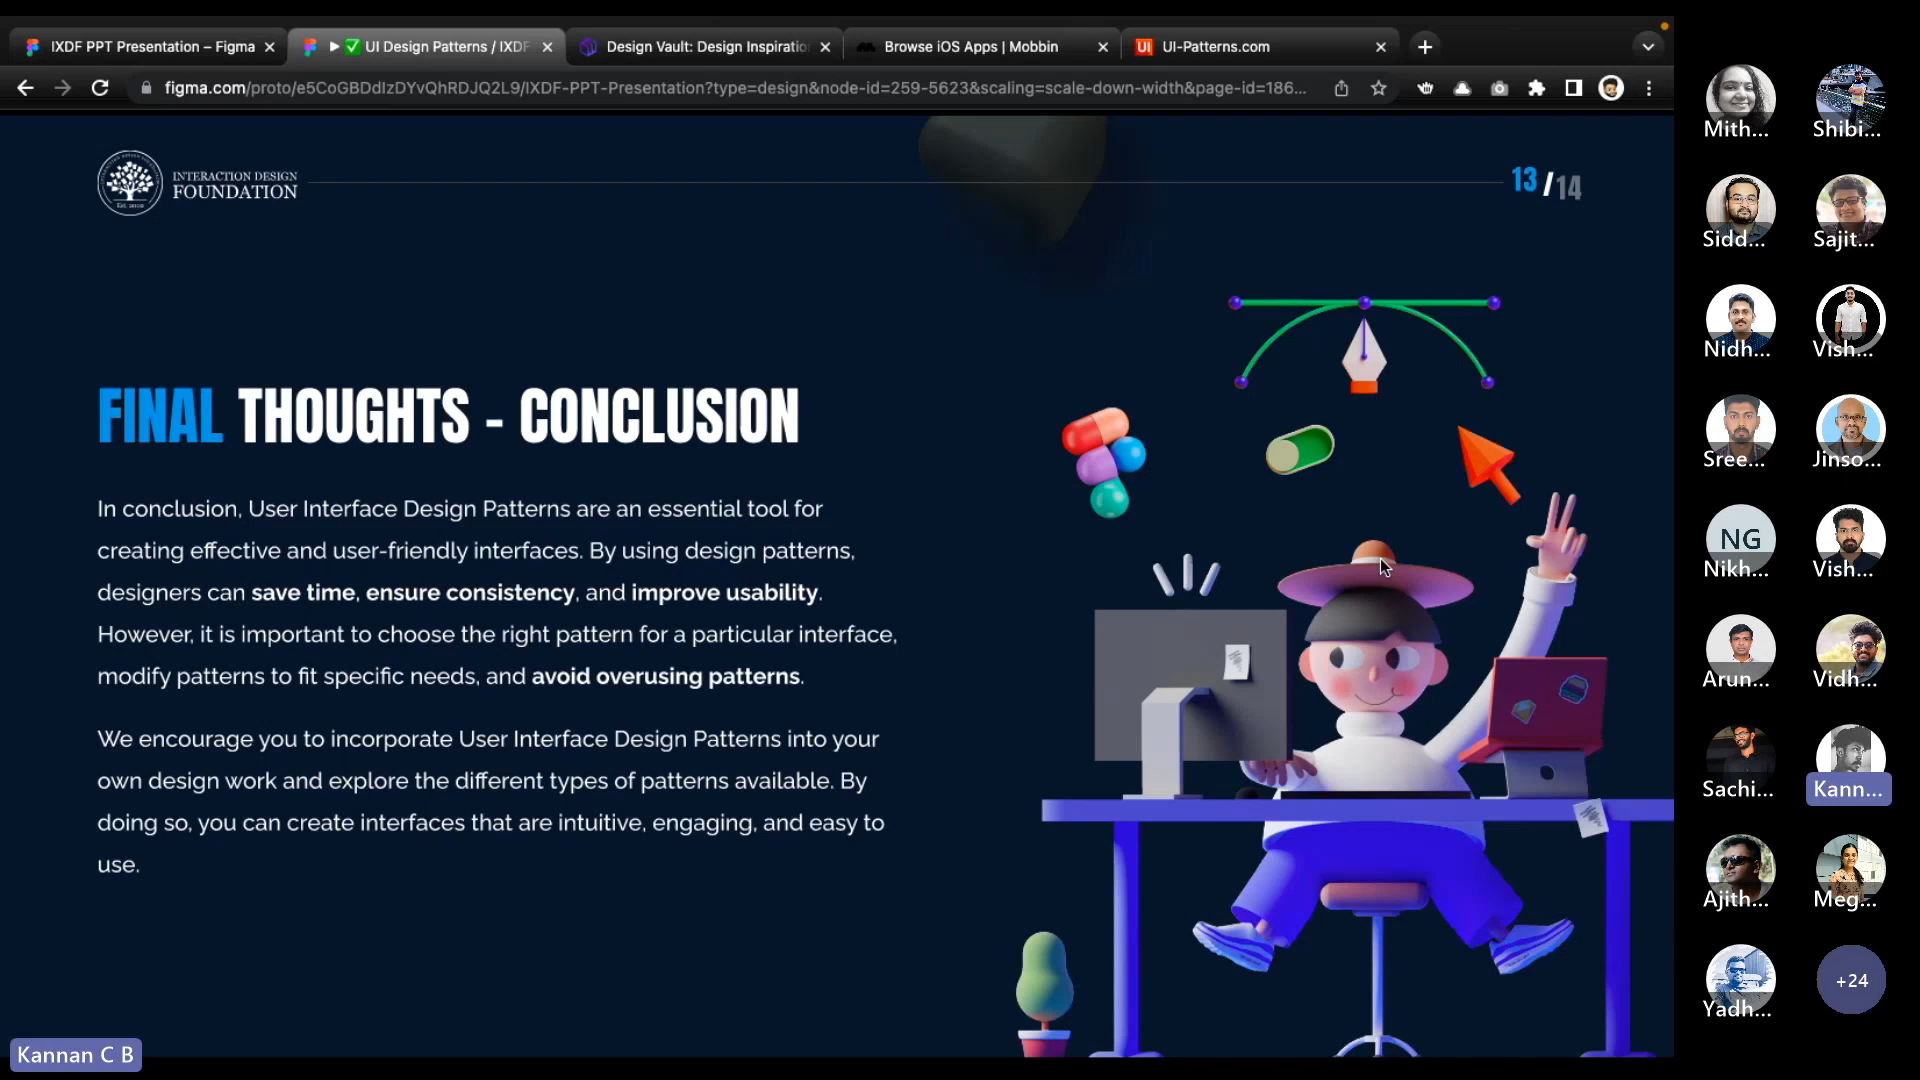 IXDF PPT Presentation – Figma
UI Design Patterns / IXDF
Design Vault: Design Inspiratio
Browse iOS Apps | Mobbin
UI UI-Patterns.com
figma.com/proto/e5CoGBDdIzDYvQhRDJQ2L9/IXDF-PPT-Presentation?type=design&node-id=259-5623&scaling=scale-down-width&page-id=186...
INTERACTION DESIGN
FOUNDATION
13 / 14
FINAL THOUGHTS - CONCLUSION
In conclusion, User Interface Design Patterns are an essential tool for
creating effective and user-friendly interfaces. By using design patterns,
designers can save time, ensure consistency, and improve usability.
However, it is important to choose the right pattern for a particular interface,
modify patterns to fit specific needs, and avoid overusing patterns.
We encourage you to incorporate User Interface Design Patterns into your
own design work and explore the different types of patterns available. By
doing so, you can create interfaces that are intuitive, engaging, and easy to
use.
Kannan C B
Mith...
Shibi...
Sidd...
Sajit...
Nidh...
Vish...
Sree...
Jinso...
NG
Nikh...
Vish...
Arun...
Vidh...
Sachi...
Kann...
Ajith...
Meg...
Yadh...
+24